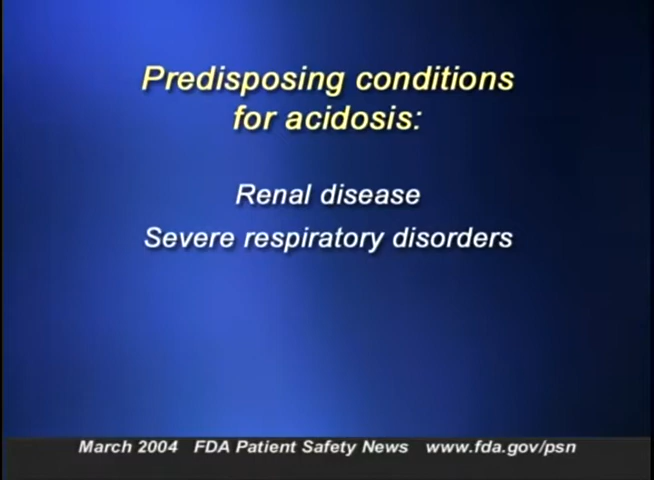 Predisposing conditions
for acidosis:
Renal disease
Severe respiratory disorders
March 2004 FDA Patient Safety News www.fda.gov/psn